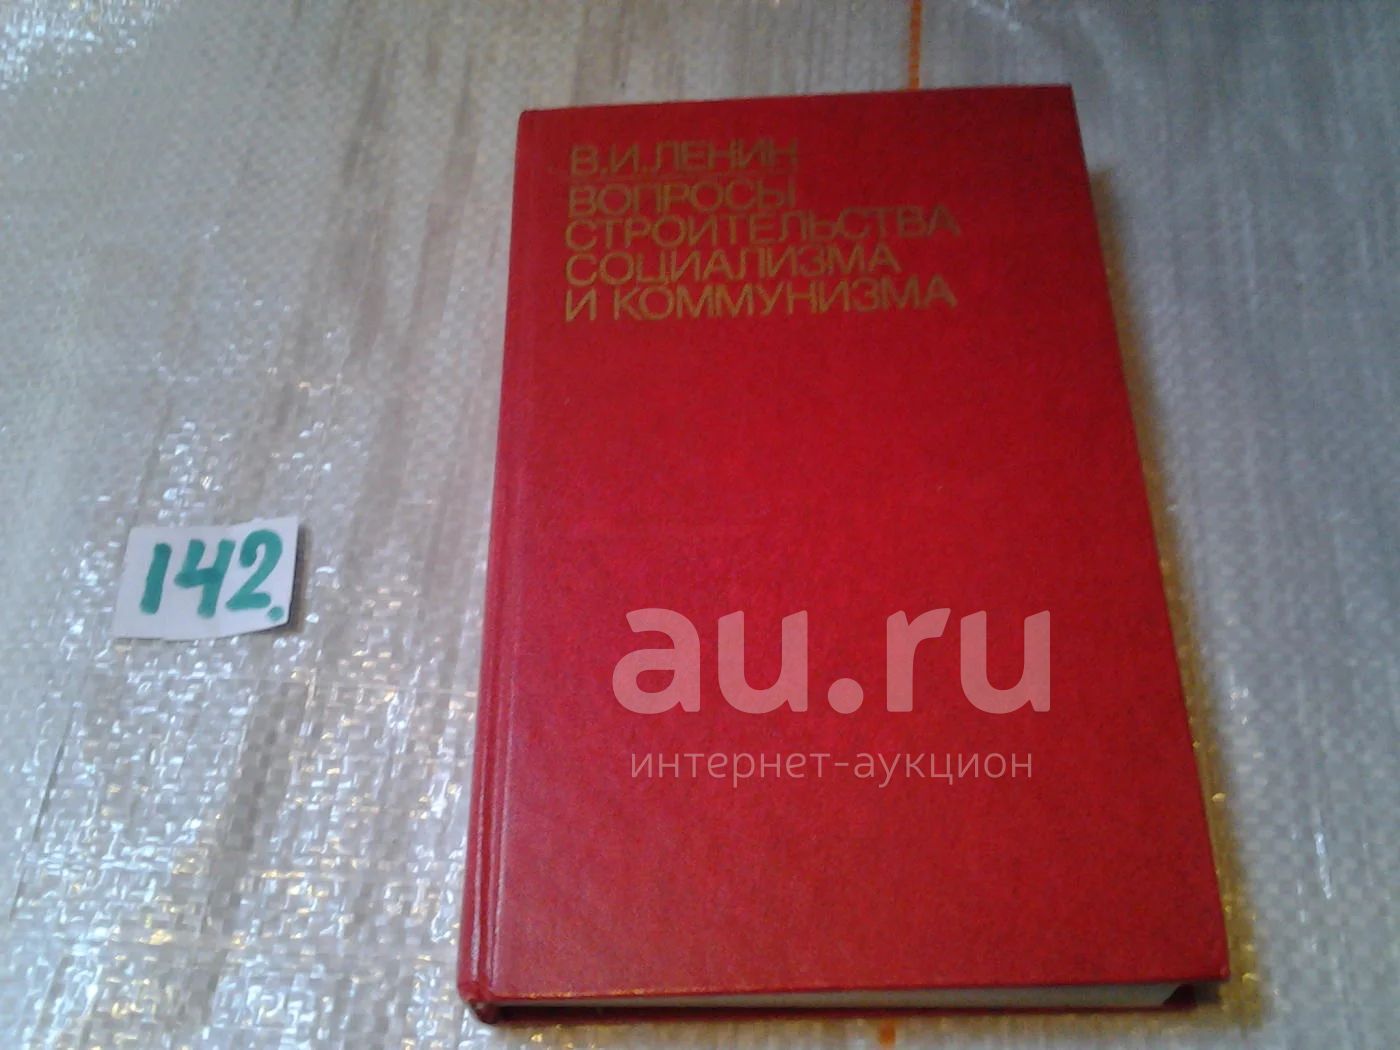 В.И.ЛЕНИН
ВОПРОСЫ
СТРОИТЕЛЬСТВА
СОЦИАЛИЗМА
И КОММУНИЗМА
142.
au.ru
интернет-аукцион